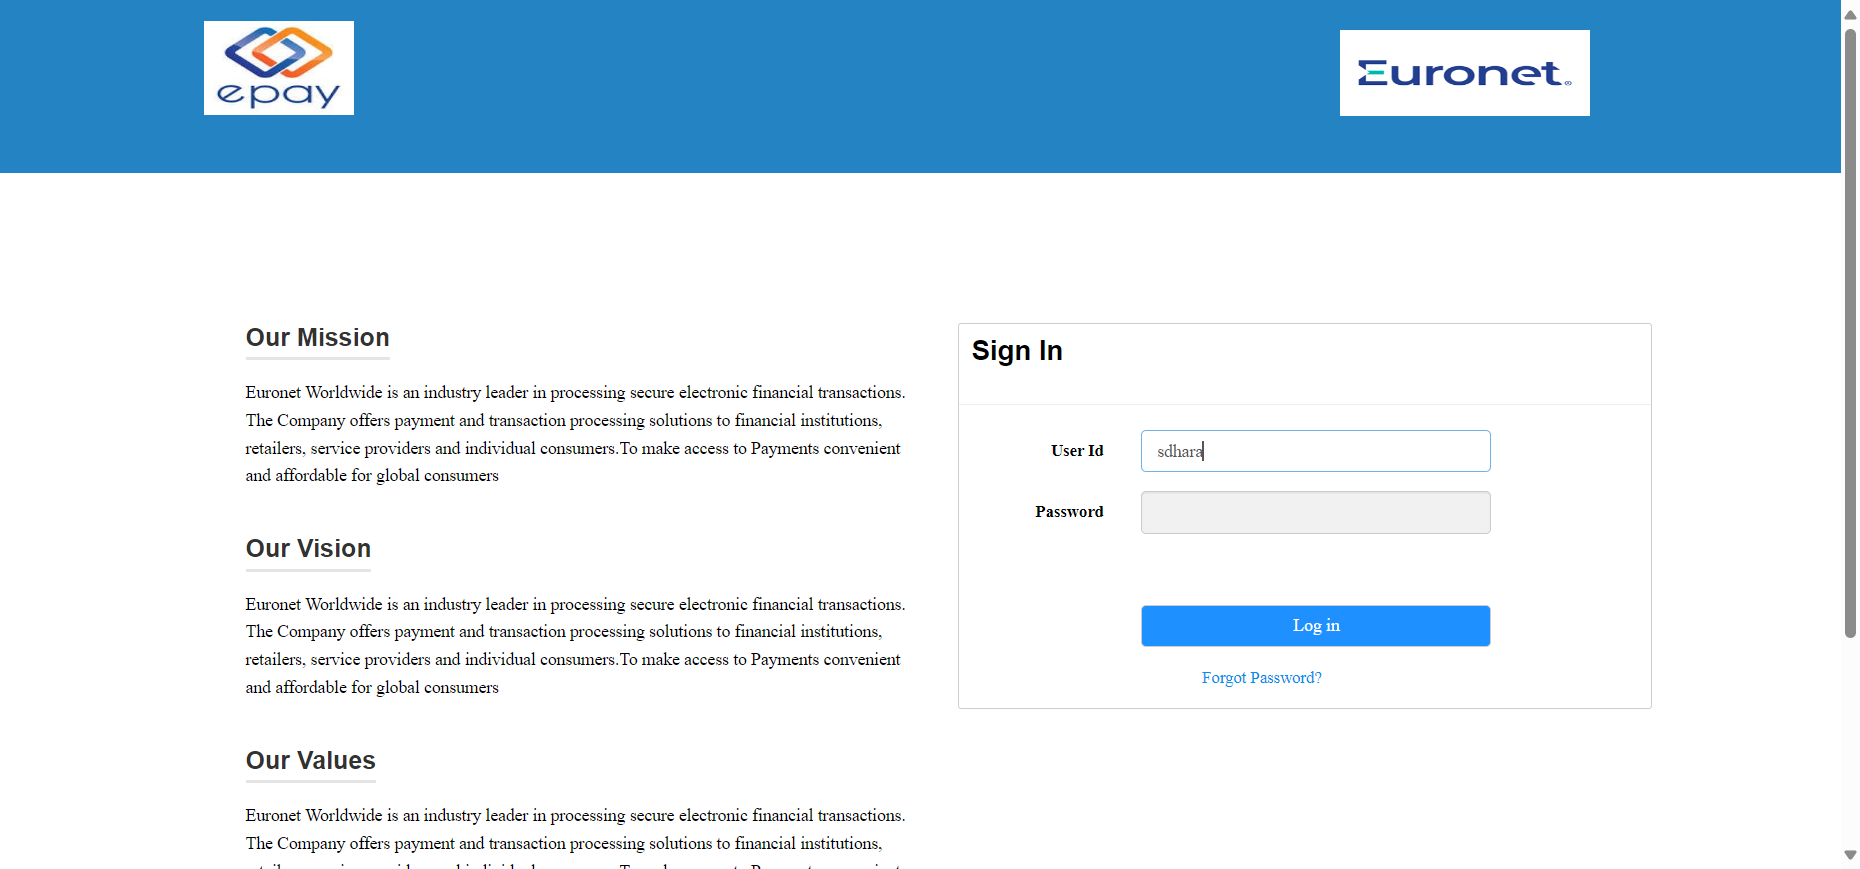 epay
Euronet®
Our Mission
Euronet Worldwide is an industry leader in processing secure electronic financial transactions.
The Company offers payment and transaction processing solutions to financial institutions,
retailers, service providers and individual consumers.To make access to Payments convenient
and affordable for global consumers
Our Vision
Euronet Worldwide is an industry leader in processing secure electronic financial transactions.
The Company offers payment and transaction processing solutions to financial institutions,
retailers, service providers and individual consumers.To make access to Payments convenient
and affordable for global consumers
Our Values
Euronet Worldwide is an industry leader in processing secure electronic financial transactions.
The Company offers payment and transaction processing solutions to financial institutions,
Sign In
User Id
sdhara
Password
Log in
Forgot Password?